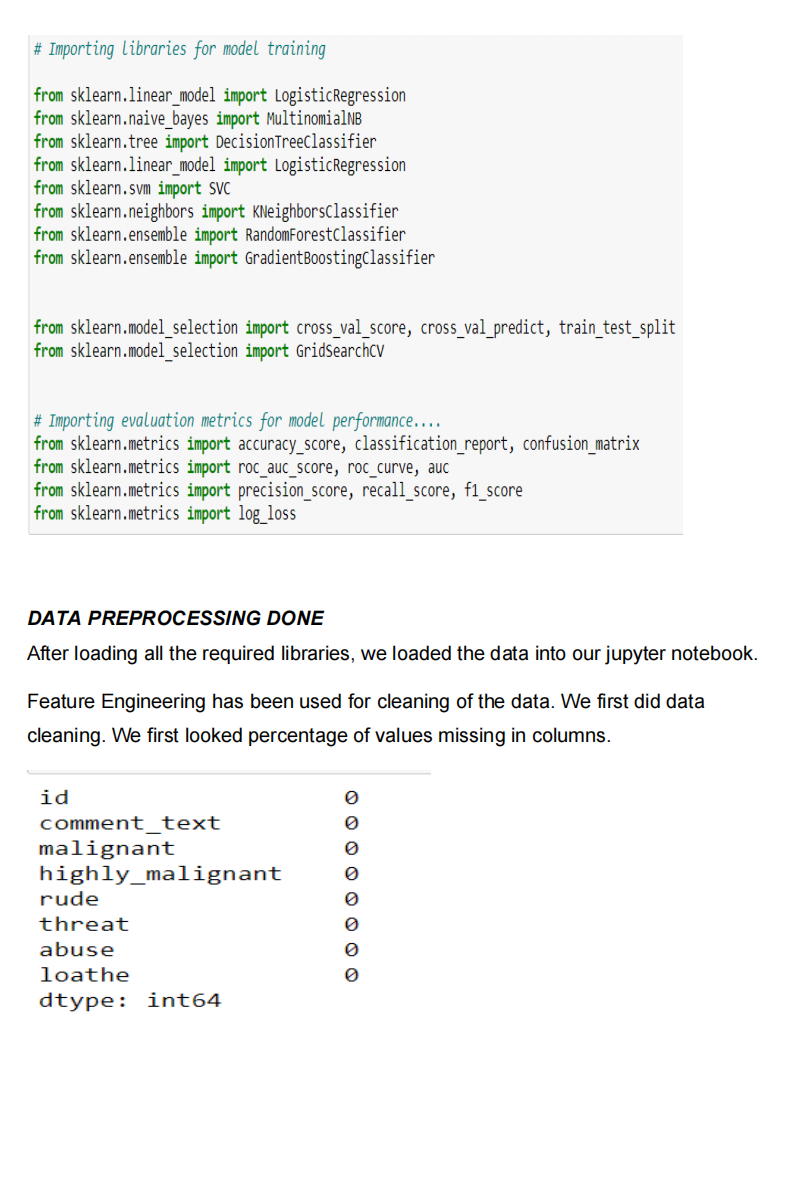 # Importing libraries for model training
from sklearn.linear_model import LogisticRegression
from sklearn.naive_bayes import MultinomialNB
from sklearn.tree import DecisionTreeClassifier
from sklearn.linear_model import LogisticRegression
from sklearn.svm import SVC
from sklearn.neighbors import KNeighborsClassifier
from sklearn.ensemble import RandomForestClassifier
from sklearn.ensemble import GradientBoostingClassifier
from sklearn.model_selection import cross_val_score, cross_val_predict, train_test_split
from sklearn.model_selection import GridSearchCV
# Importing evaluation metrics for model performance....
from sklearn.metrics import accuracy_score, classification_report, confusion_matrix
from sklearn.metrics import roc_auc_score, roc_curve, auc
from sklearn.metrics import precision_score, recall_score, f1_score
from sklearn.metrics import log_loss
DATA PREPROCESSING DONE
After loading all the required libraries, we loaded the data into our jupyter notebook.
Feature Engineering has been used for cleaning of the data. We first did data
cleaning. We first looked percentage of values missing in columns.
id 0
comment_text 0
malignant 0
highly_malignant 0
rude 0
threat 0
abuse 0
loathe 0
dtype: int64